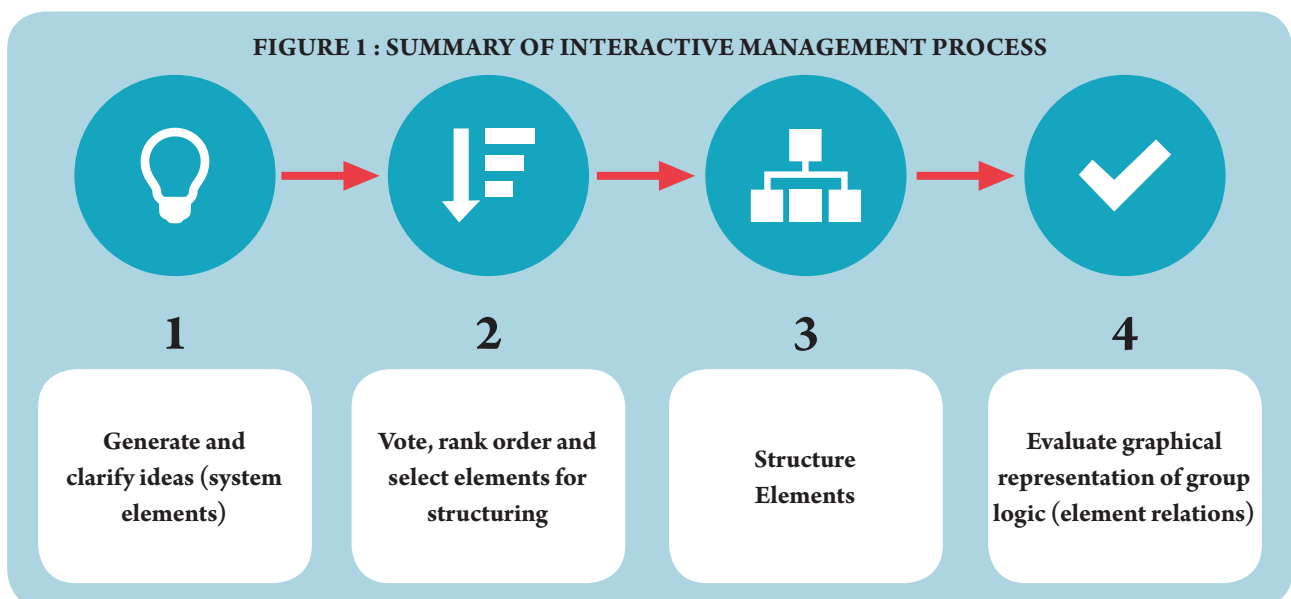 FIGURE 1 : SUMMARY OF INTERACTIVE MANAGEMENT PROCESS
1
2
3
4
Generate and
clarify ideas (system
elements)
Vote, rank order and
select elements for
structuring
Structure
Elements
Evaluate graphical
representation of group
logic (element relations)